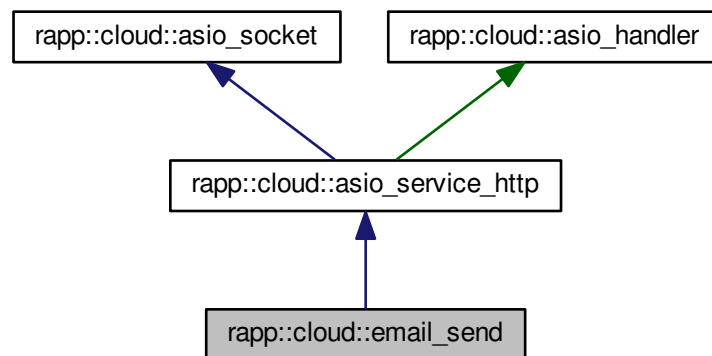 rapp::cloud::asio_socket
rapp::cloud::asio_handler
rapp::cloud::asio_service_http
rapp::cloud::email_send